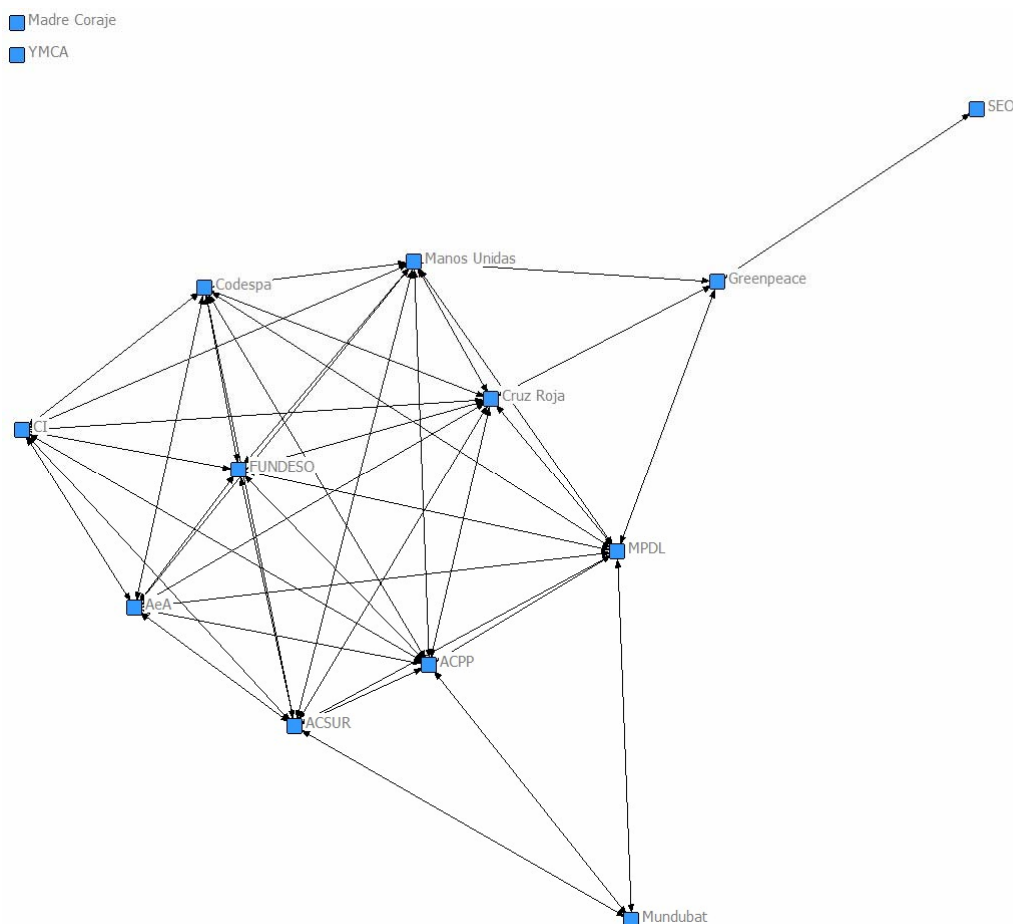 Madre Coraje
YMCA
SEO
Manos Unidas
Greenpeace
Codespa
Cruz Roja
CI
FUNDESO
MPDL
AeA
ACPP
ACSUR
Mundubat